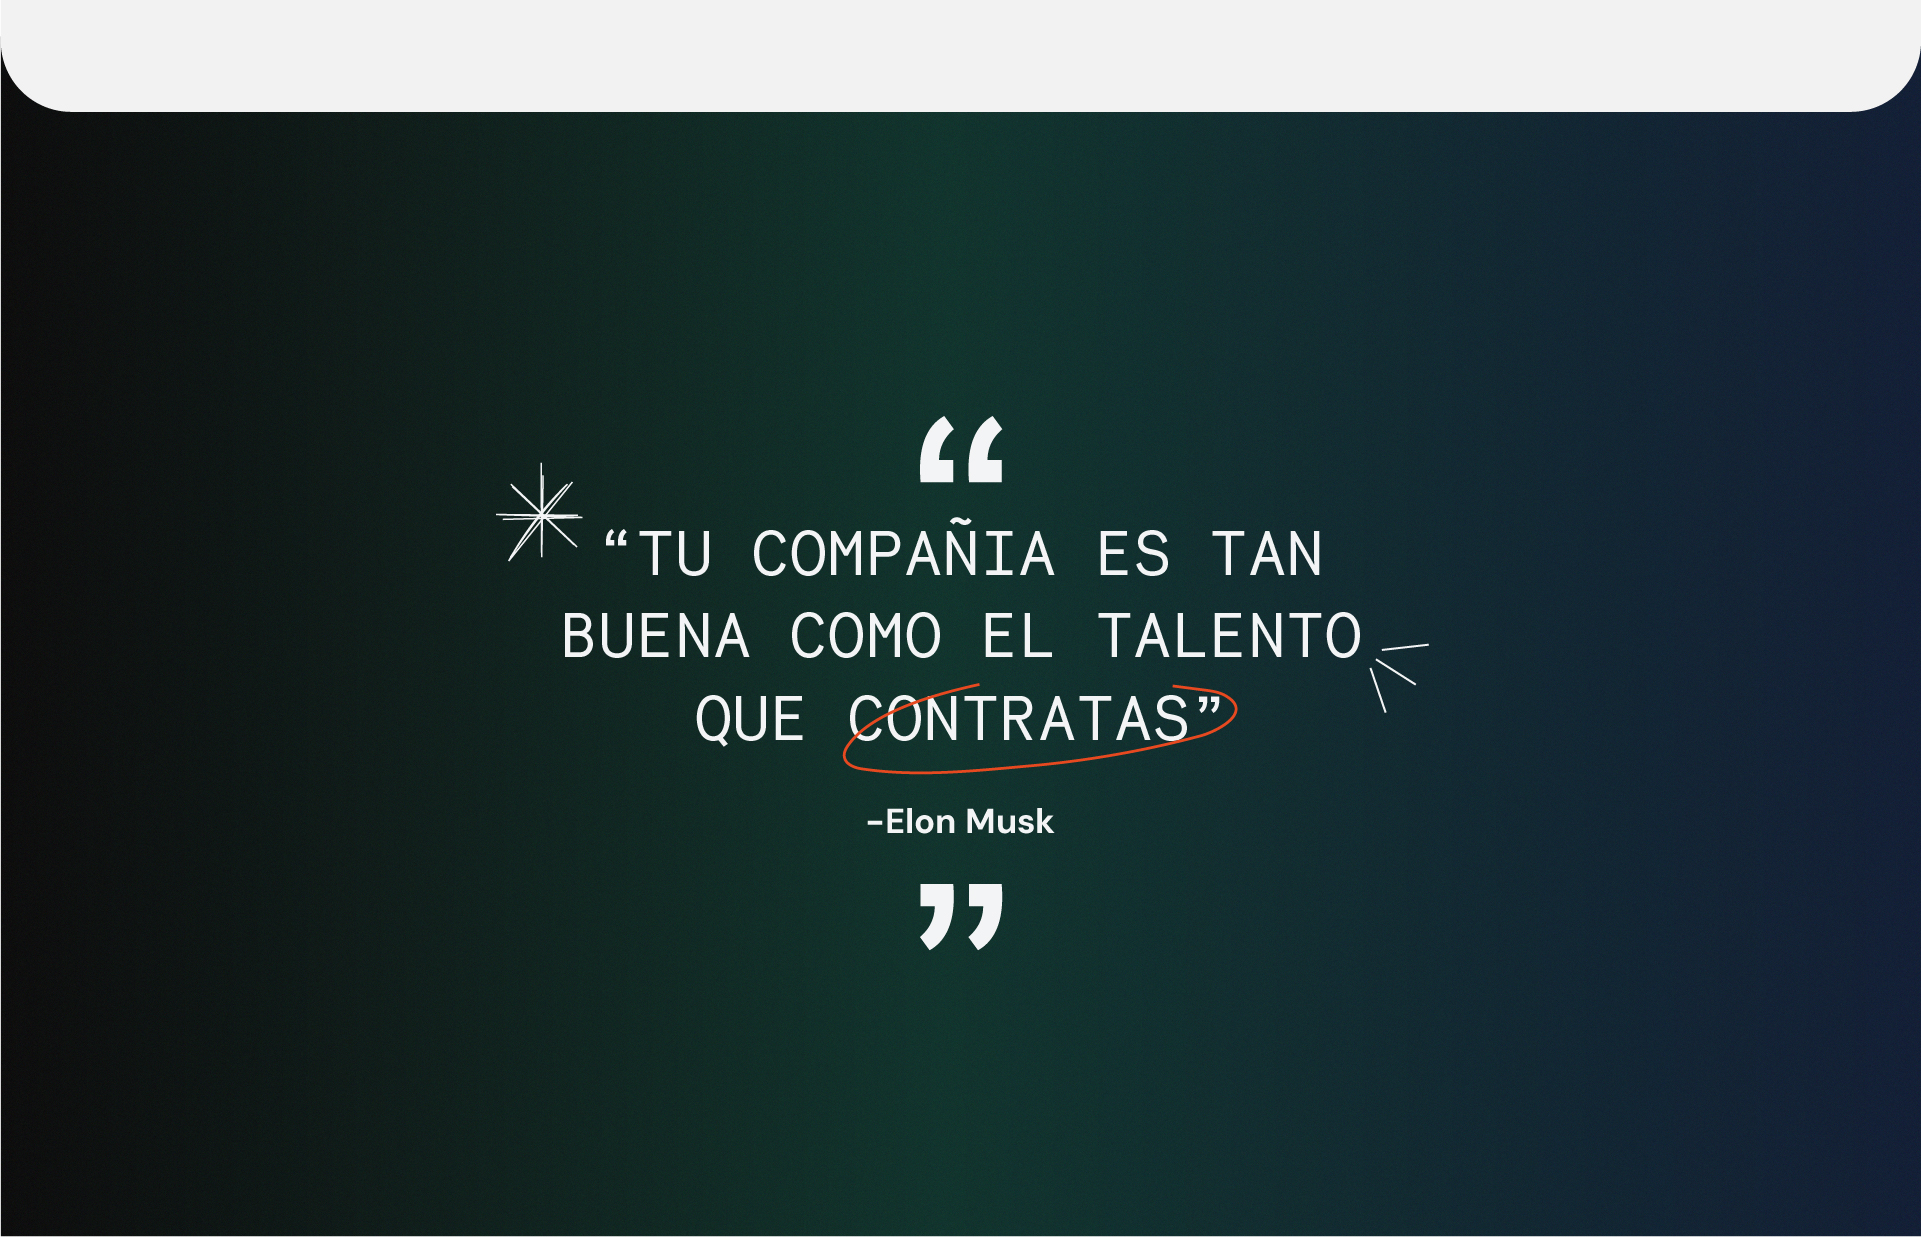 “
“TU COMPAÑIA ES TAN
BUENA COMO EL TALENTO
QUE CONTRATAS”
-Elon Musk
”